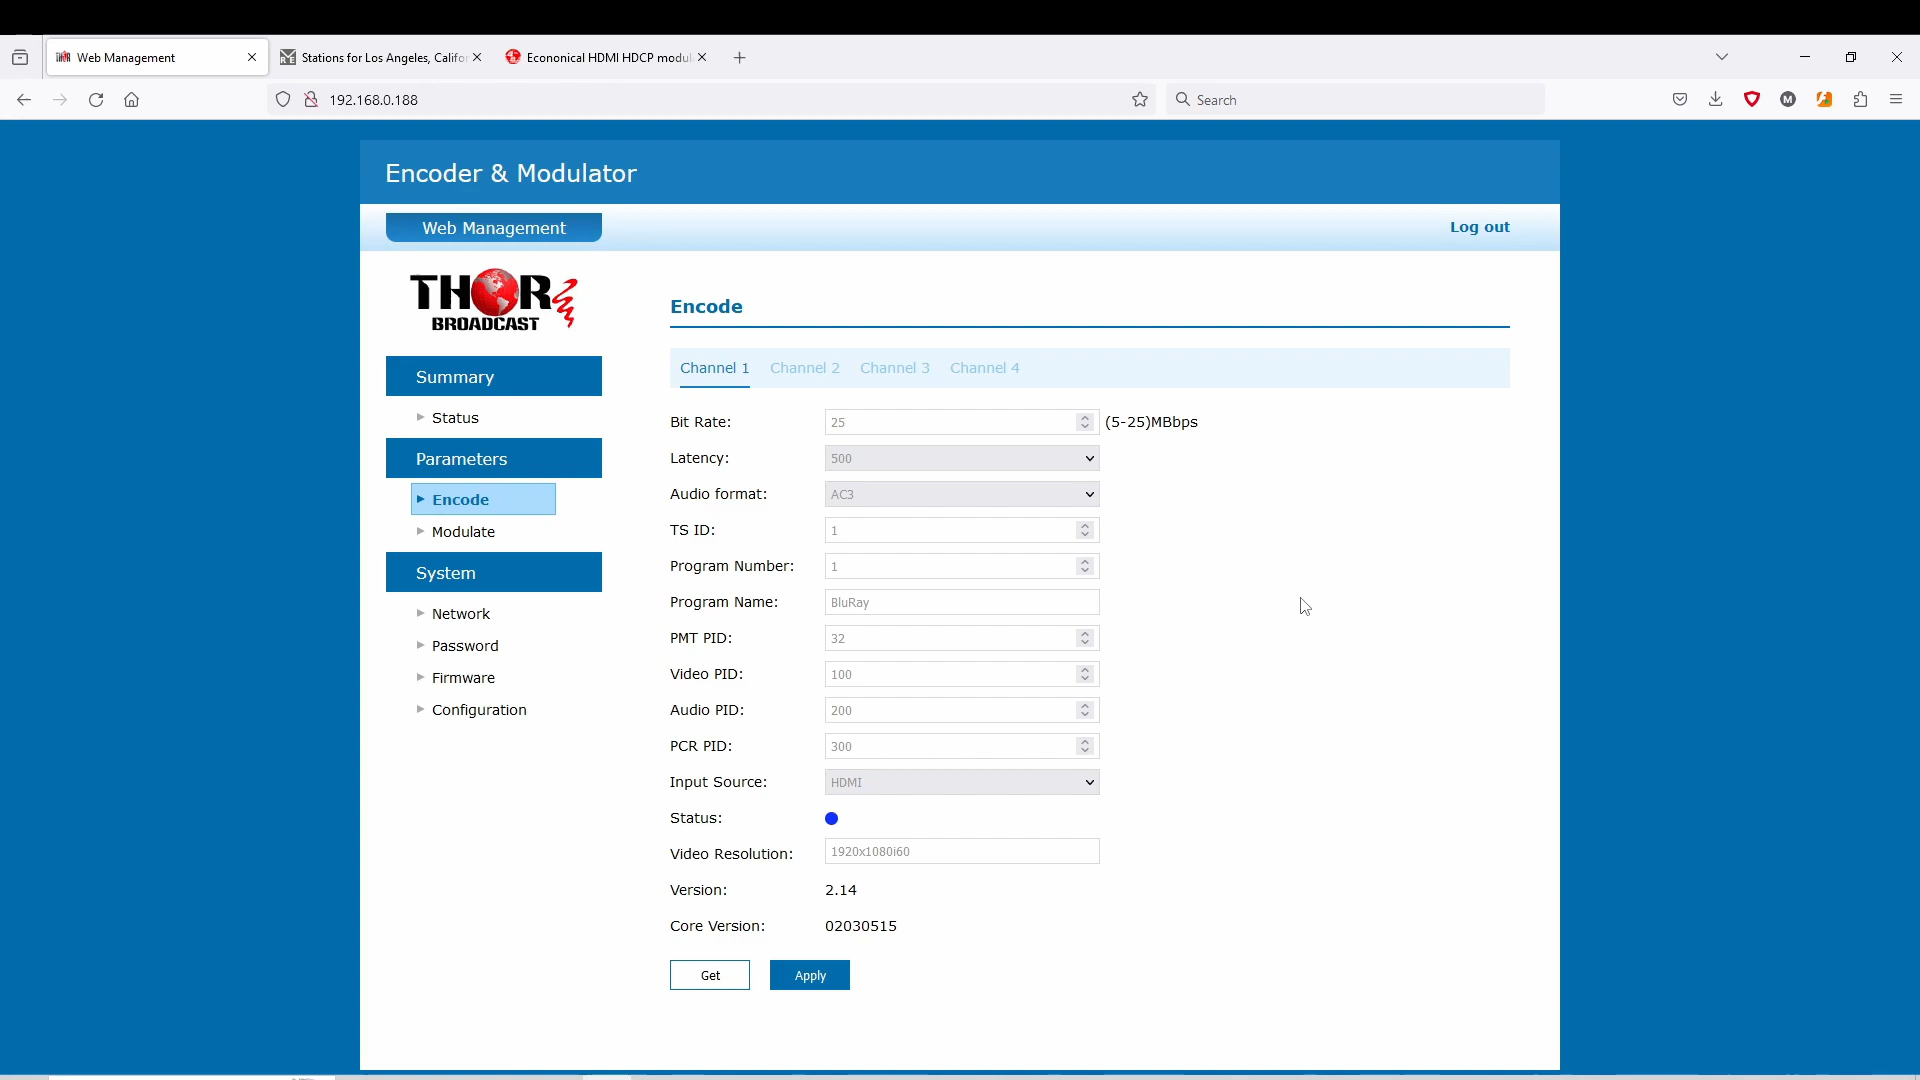 Web Management
Stations for Los Angeles, Califor
Econonical HDMI HDCP modul
192.168.0.188
Search
M
Encoder & Modulator
Web Management
Log out
THOR
BROADCAST
Summary
Status
Parameters
Encode
Modulate
System
Network
Password
Firmware
Configuration
Encode
Channel 1 Channel 2 Channel 3 Channel 4
Bit Rate: 25 (5-25)MBbps
Latency: 500
Audio format: AC3
TS ID: 1
Program Number: 1
Program Name: BluRay
PMT PID: 32
Video PID: 100
Audio PID: 200
PCR PID: 300
Input Source: HDMI
Status:
Video Resolution: 1920x1080i60
Version: 2.14
Core Version: 02030515
Get Apply